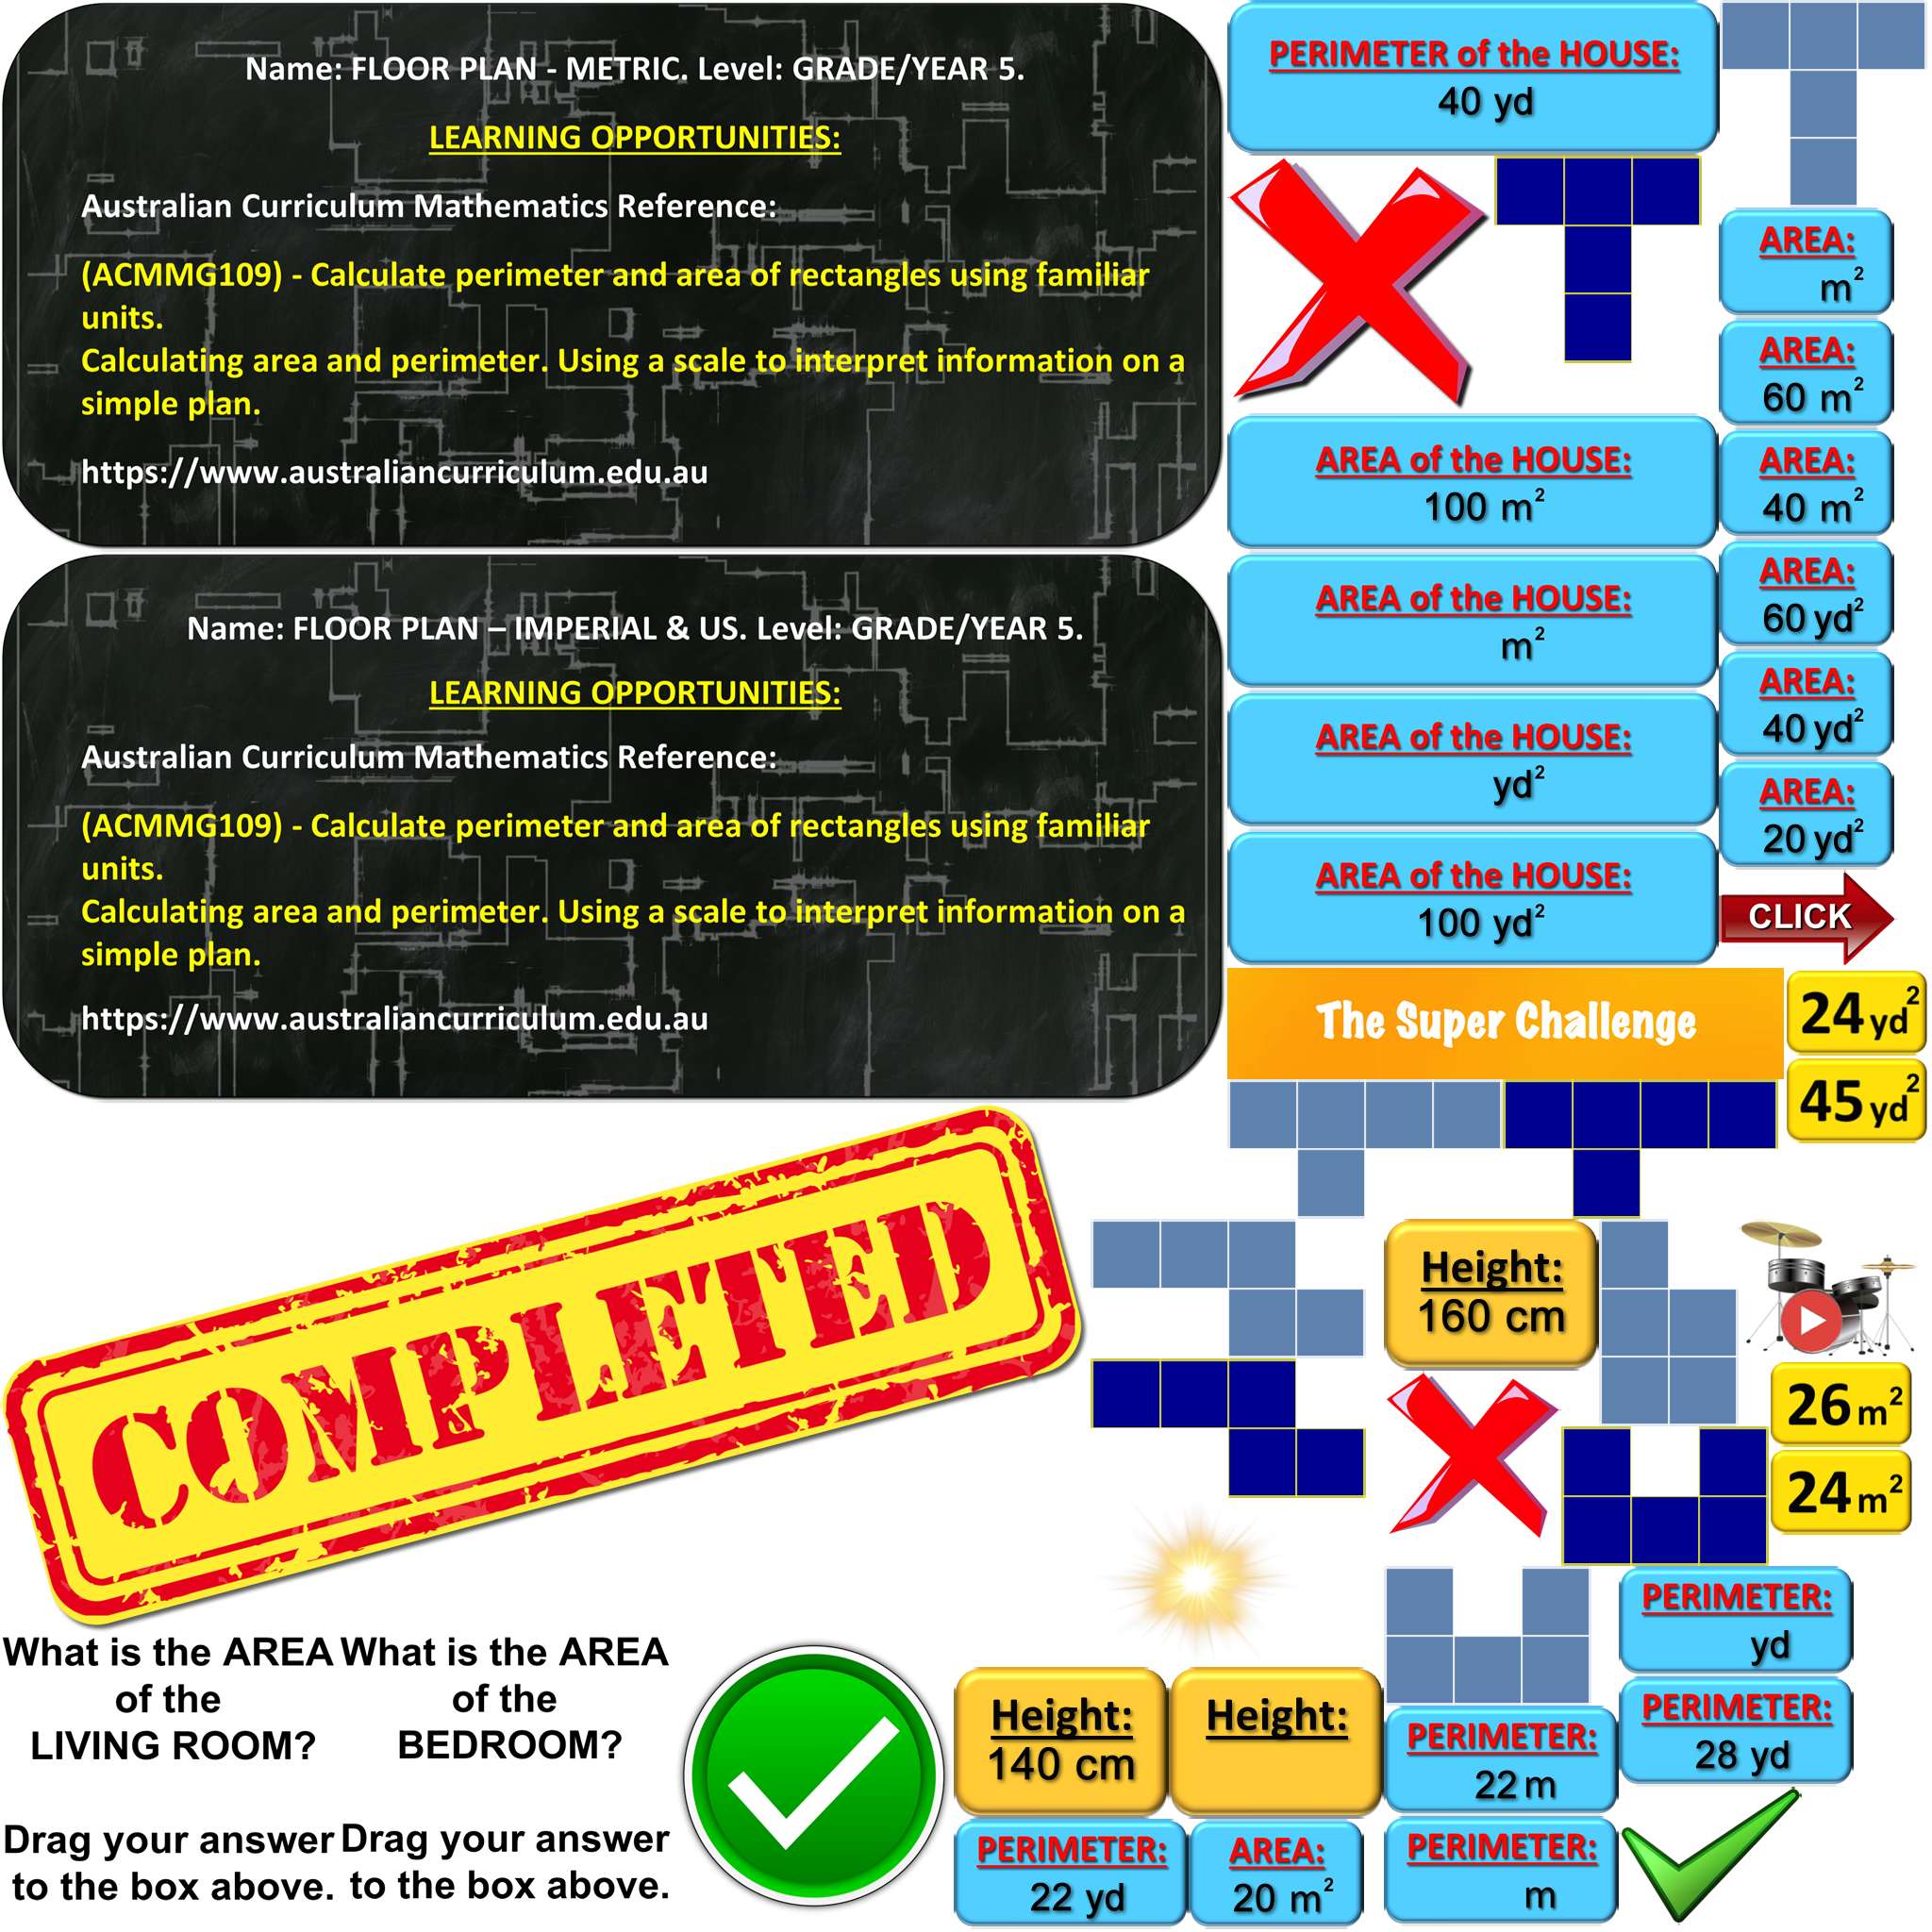 Name: FLOOR PLAN - METRIC. Level: GRADE/YEAR 5.
LEARNING OPPORTUNITIES:
Australian Curriculum Mathematics Reference:
(ACMMG109) - Calculate perimeter and area of rectangles using familiar
units.
Calculating area and perimeter. Using a scale to interpret information on a
simple plan.
https://www.australiancurriculum.edu.au
Name: FLOOR PLAN – IMPERIAL & US. Level: GRADE/YEAR 5.
LEARNING OPPORTUNITIES:
Australian Curriculum Mathematics Reference:
(ACMMG109) - Calculate perimeter and area of rectangles using familiar
units.
Calculating area and perimeter. Using a scale to interpret information on a
simple plan.
https://www.australiancurriculum.edu.au
PERIMETER of the HOUSE:
40 yd
AREA:
m²
AREA:
60 m²
AREA:
40 m²
AREA:
60 yd²
AREA:
40 yd²
AREA:
20 yd²
AREA of the HOUSE:
100 m²
AREA of the HOUSE:
m²
AREA of the HOUSE:
yd²
AREA of the HOUSE:
100 yd²
CLICK
The Super Challenge
24 yd²
45 yd²
Height:
160 cm
26 m²
24 m²
COMPLETED
What is the AREA
of the
LIVING ROOM?
Drag your answer
to the box above.
What is the AREA
of the
BEDROOM?
Drag your answer
to the box above.
Height:
140 cm
Height:
PERIMETER:
yd
PERIMETER:
28 yd
PERIMETER:
22 m
PERIMETER:
22 yd
AREA:
20 m²
PERIMETER:
m